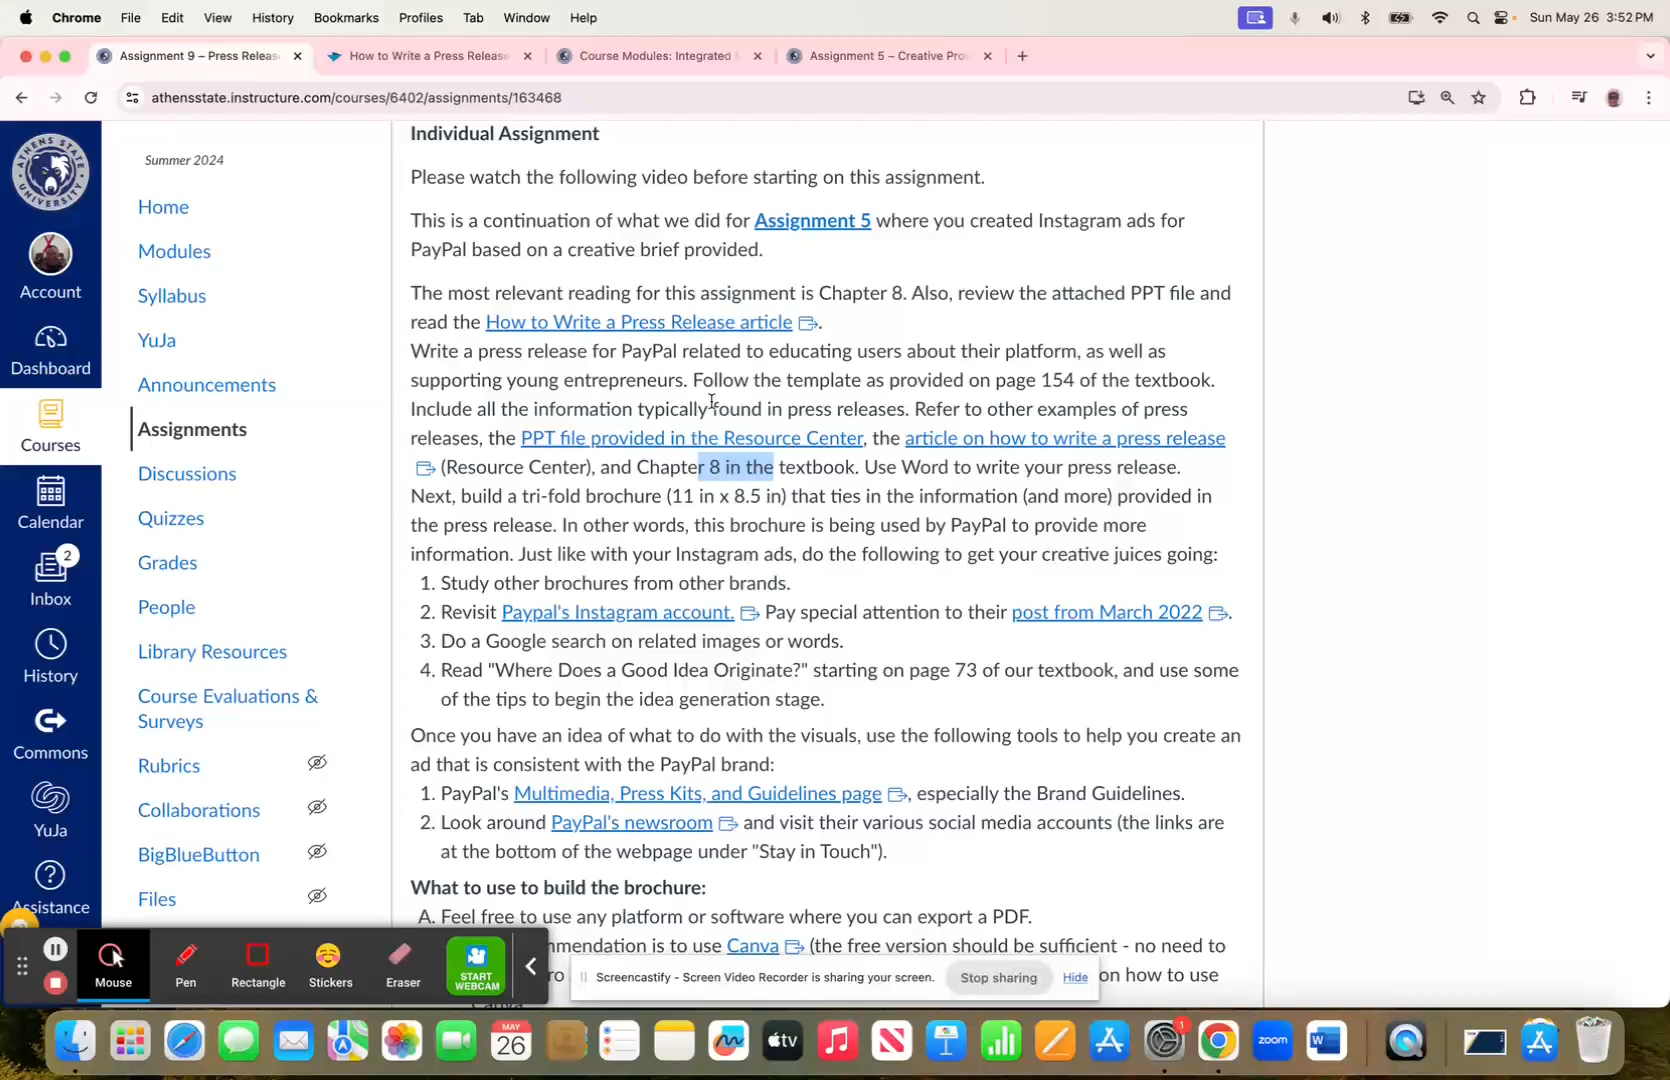 Chrome File Edit View History Bookmarks Profiles Tab Window Help Sun May 26 3:52 PM
Assignment 9 – Press Releas How to Write a Press Release Course Modules: Integrated Assignment 5 – Creative Pro
athensstate.instructure.com/courses/6402/assignments/163468
ATHENS STATE UNIVERSITY
Account
Dashboard
Courses
Calendar
2
Inbox
History
Commons
YuJa
Assistance
Summer 2024
Home
Modules
Syllabus
YuJa
Announcements
Assignments
Discussions
Quizzes
Grades
People
Library Resources
Course Evaluations &
Surveys
Rubrics
Collaborations
BigBlueButton
Files
Individual Assignment
Please watch the following video before starting on this assignment.
This is a continuation of what we did for Assignment 5 where you created Instagram ads for
PayPal based on a creative brief provided.
The most relevant reading for this assignment is Chapter 8. Also, review the attached PPT file and
read the How to Write a Press Release article.
Write a press release for PayPal related to educating users about their platform, as well as
supporting young entrepreneurs. Follow the template as provided on page 154 of the textbook.
Include all the information typically found in press releases. Refer to other examples of press
releases, the PPT file provided in the Resource Center, the article on how to write a press release
(Resource Center), and Chapter 8 in the textbook. Use Word to write your press release.
Next, build a tri-fold brochure (11 in x 8.5 in) that ties in the information (and more) provided in
the press release. In other words, this brochure is being used by PayPal to provide more
information. Just like with your Instagram ads, do the following to get your creative juices going:
1. Study other brochures from other brands.
2. Revisit Paypal's Instagram account. Pay special attention to their post from March 2022.
3. Do a Google search on related images or words.
4. Read "Where Does a Good Idea Originate?" starting on page 73 of our textbook, and use some
of the tips to begin the idea generation stage.
Once you have an idea of what to do with the visuals, use the following tools to help you create an
ad that is consistent with the PayPal brand:
1. PayPal's Multimedia, Press Kits, and Guidelines page, especially the Brand Guidelines.
2. Look around PayPal's newsroom and visit their various social media accounts (the links are
at the bottom of the webpage under "Stay in Touch").
What to use to build the brochure:
A. Feel free to use any platform or software where you can export a PDF.
mmendation is to use Canva (the free version should be sufficient - no need to
ro on how to use
Mouse Pen Rectangle Stickers Eraser START WEBCAM
Screencastify - Screen Video Recorder is sharing your screen. Stop sharing Hide
MAY
26
tv
1
zoom
W